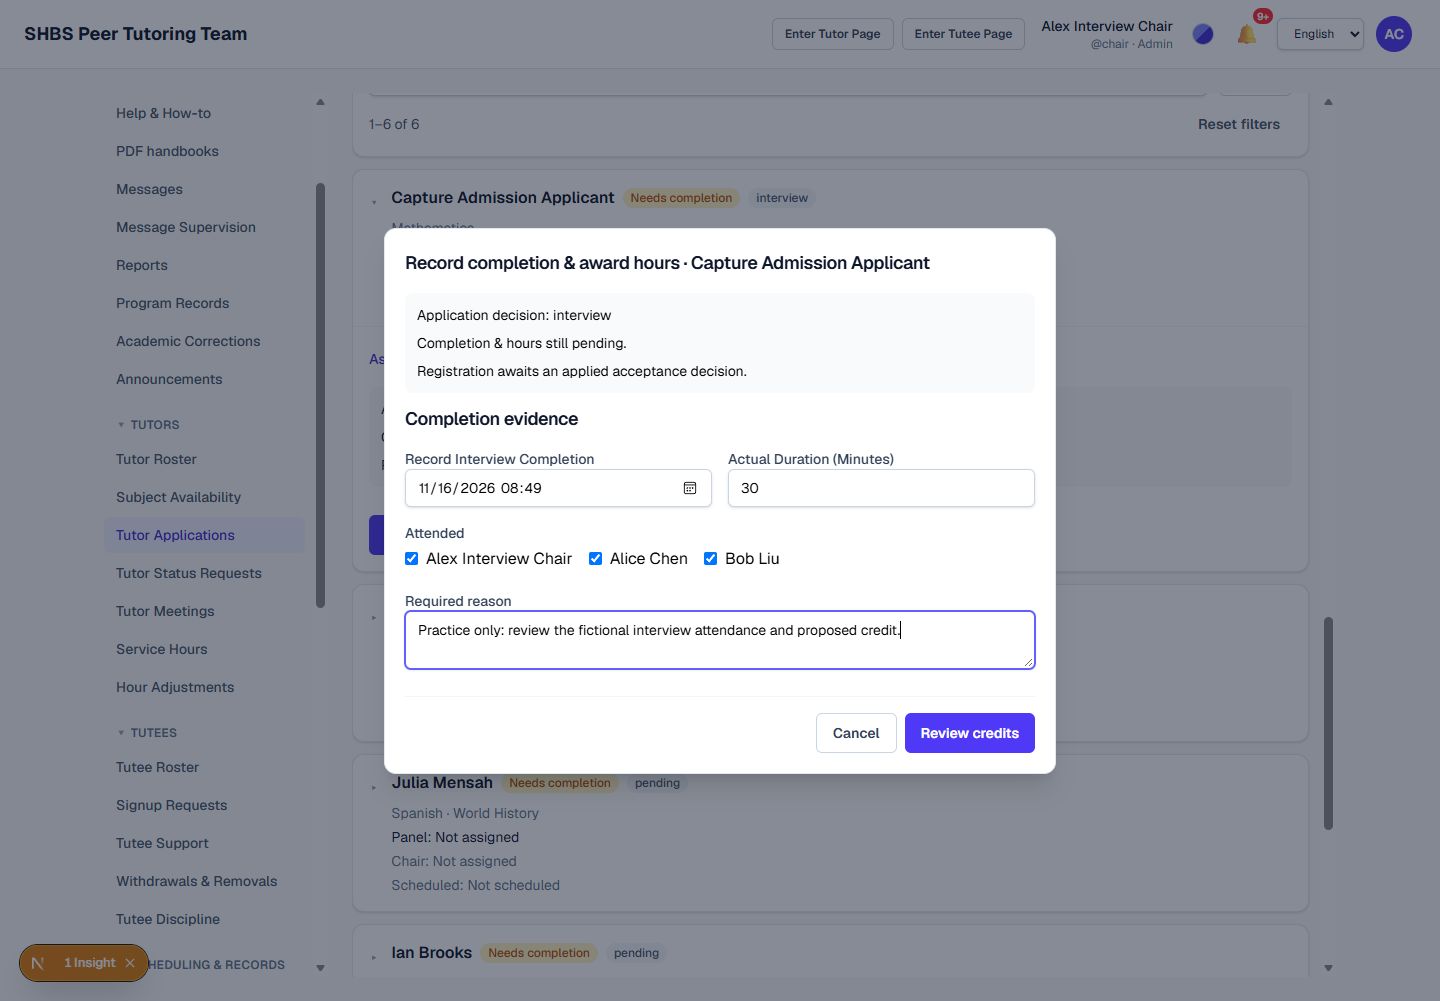 SHBS Peer Tutoring Team
Enter Tutor Page
Enter Tutee Page
Alex Interview Chair
@chair · Admin
9+
English
AC
Help & How-to
PDF handbooks
Messages
Message Supervision
Reports
Program Records
Academic Corrections
Announcements
TUTORS
Tutor Roster
Subject Availability
Tutor Applications
Tutor Status Requests
Tutor Meetings
Service Hours
Hour Adjustments
TUTEES
Tutee Roster
Signup Requests
Tutee Support
Withdrawals & Removals
Tutee Discipline
HEDULING & RECORDS
1 Insight
1–6 of 6
Reset filters
Capture Admission Applicant Needs completion interview
Mathematics
As
Record completion & award hours · Capture Admission Applicant
Application decision: interview
Completion & hours still pending.
Registration awaits an applied acceptance decision.
Completion evidence
Record Interview Completion
11/16/2026 08:49
Actual Duration (Minutes)
30
Attended
Alex Interview Chair Alice Chen Bob Liu
Required reason
Practice only: review the fictional interview attendance and proposed credit.
Cancel
Review credits
Julia Mensah Needs completion pending
Spanish · World History
Panel: Not assigned
Chair: Not assigned
Scheduled: Not scheduled
Ian Brooks Needs completion pending